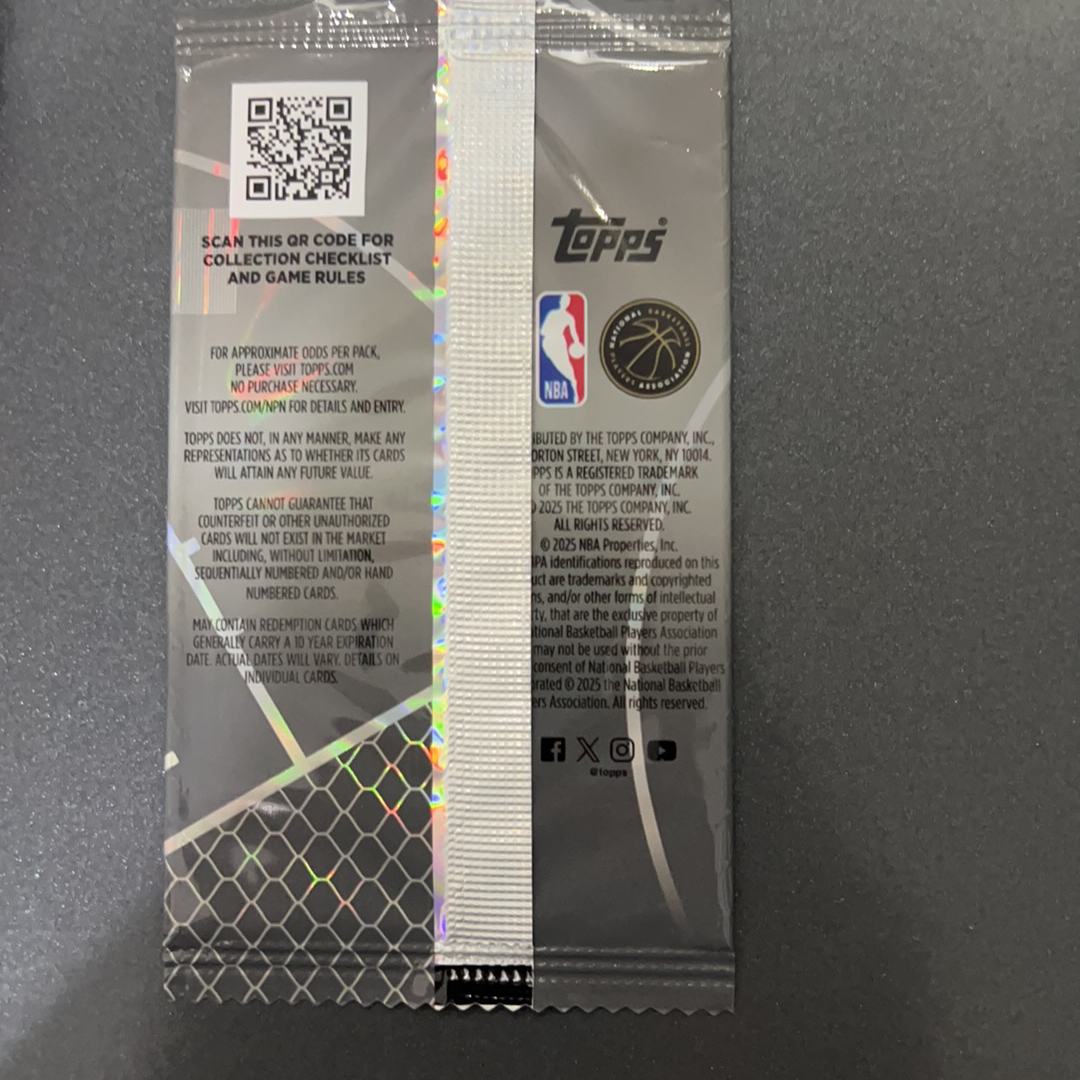 SCAN THIS QR CODE FOR
COLLECTION CHECKLIST
AND GAME RULES
FOR APPROXIMATE ODDS PER PACK,
PLEASE VISIT TOPPS.COM
NO PURCHASE NECESSARY.
VISIT TOPPS.COM/NPN FOR DETAILS AND ENTRY.
TOPPS DOES NOT, IN ANY MANNER, MAKE ANY
REPRESENTATIONS AS TO WHETHER ITS CARDS
WILL ATTAIN ANY FUTURE VALUE.
TOPPS CANNOT GUARANTEE THAT
COUNTERFEIT OR OTHER UNAUTHORIZED
CARDS WILL NOT EXIST IN THE MARKET
INCLUDING, WITHOUT LIMITATION,
SEQUENTIALLY NUMBERED AND/OR HAND
NUMBERED CARDS.
MAY CONTAIN REDEMPTION CARDS WHICH
GENERALLY CARRY A 10 YEAR EXPIRATION
DATE. ACTUAL DATES WILL VARY. DETAILS ON
INDIVIDUAL CARDS.
topps®
NBA
NATIONAL BASKETBALL
PLAYERS ASSOCIATION
IBUTED BY THE TOPPS COMPANY, INC.,
ORTON STREET, NEW YORK, NY 10014.
PPS IS A REGISTERED TRADEMARK
OF THE TOPPS COMPANY, INC.
2025 THE TOPPS COMPANY, INC.
ALL RIGHTS RESERVED.
© 2025 NBA Properties, Inc.
PA identifications reproduced on this
uct are trademarks and copyrighted
ns, and/or other forms of intellectual
rty, that are the exclusive property of
tional Basketball Players Association
may not be used without the prior
consent of National Basketball Players
orated © 2025 the National Basketball
ers Association. All rights reserved.
@topps